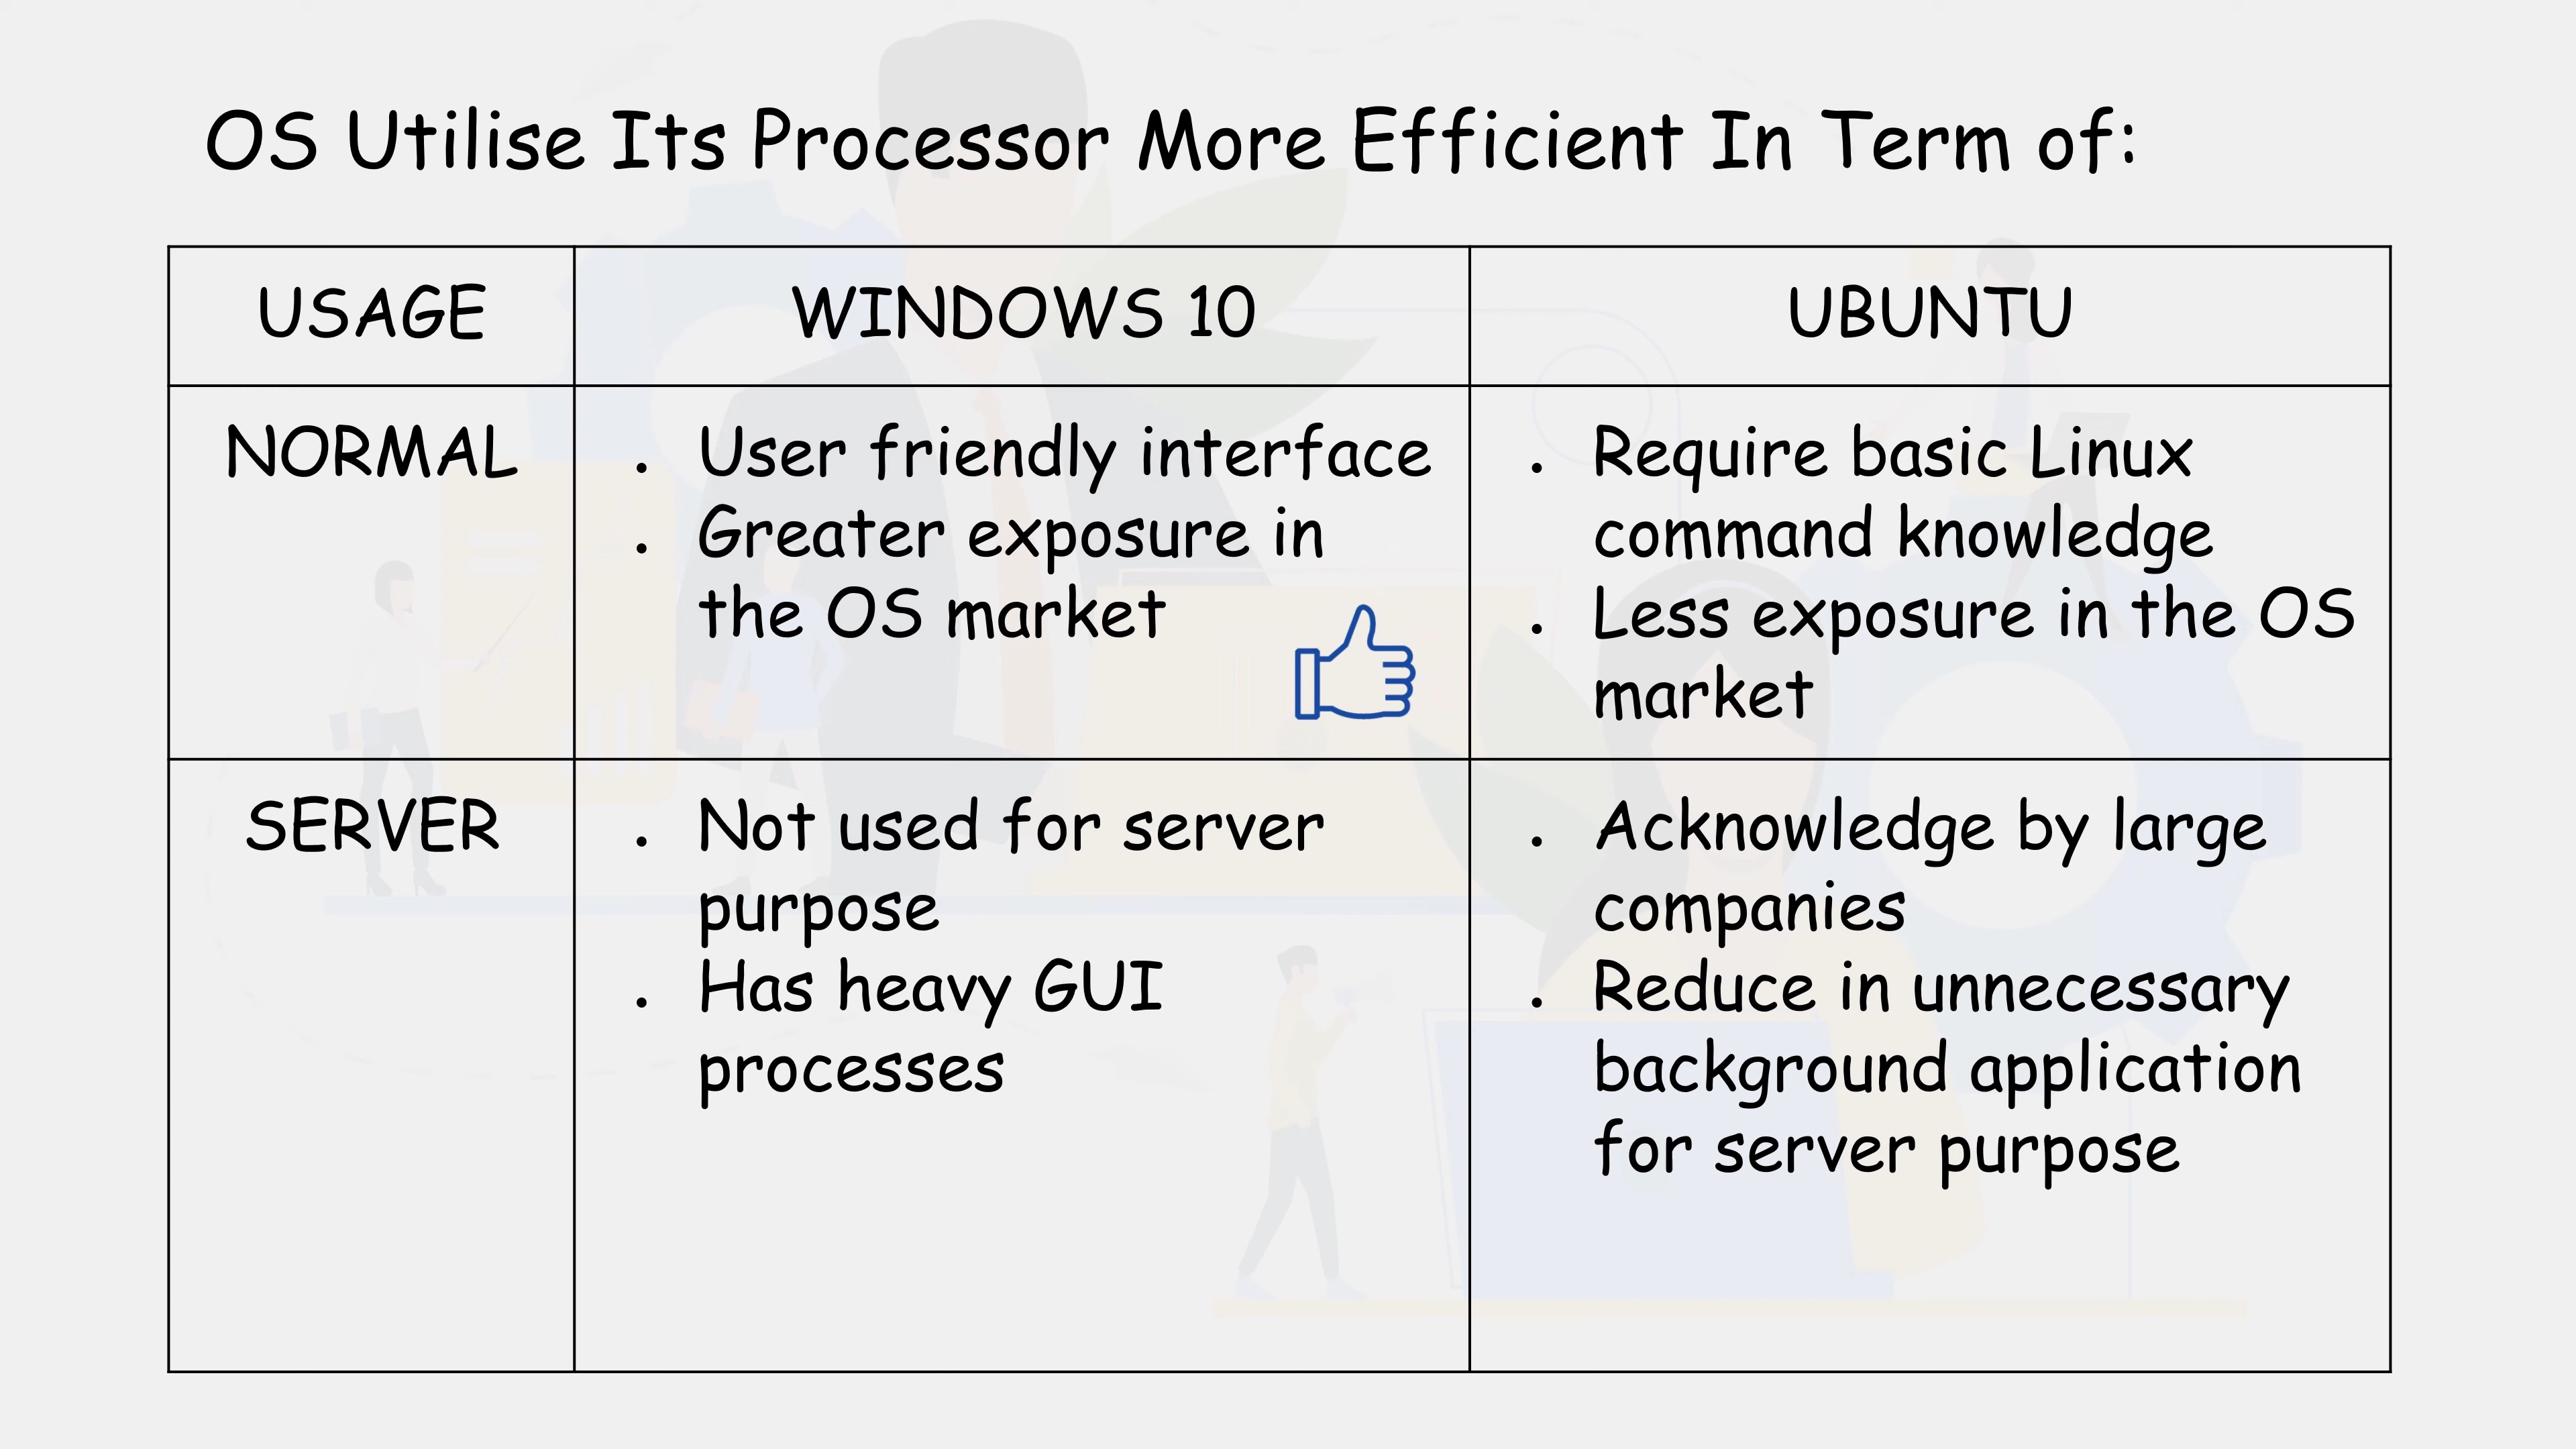 OS Utilise Its Processor More Efficient In Term of:
USAGE
WINDOWS 10
UBUNTU
NORMAL
• User friendly interface
• Greater exposure in
the OS market
• Require basic Linux
command knowledge
• Less exposure in the OS
market
SERVER
• Not used for server
purpose
• Has heavy GUI
processes
• Acknowledge by large
companies
• Reduce in unnecessary
background application
for server purpose